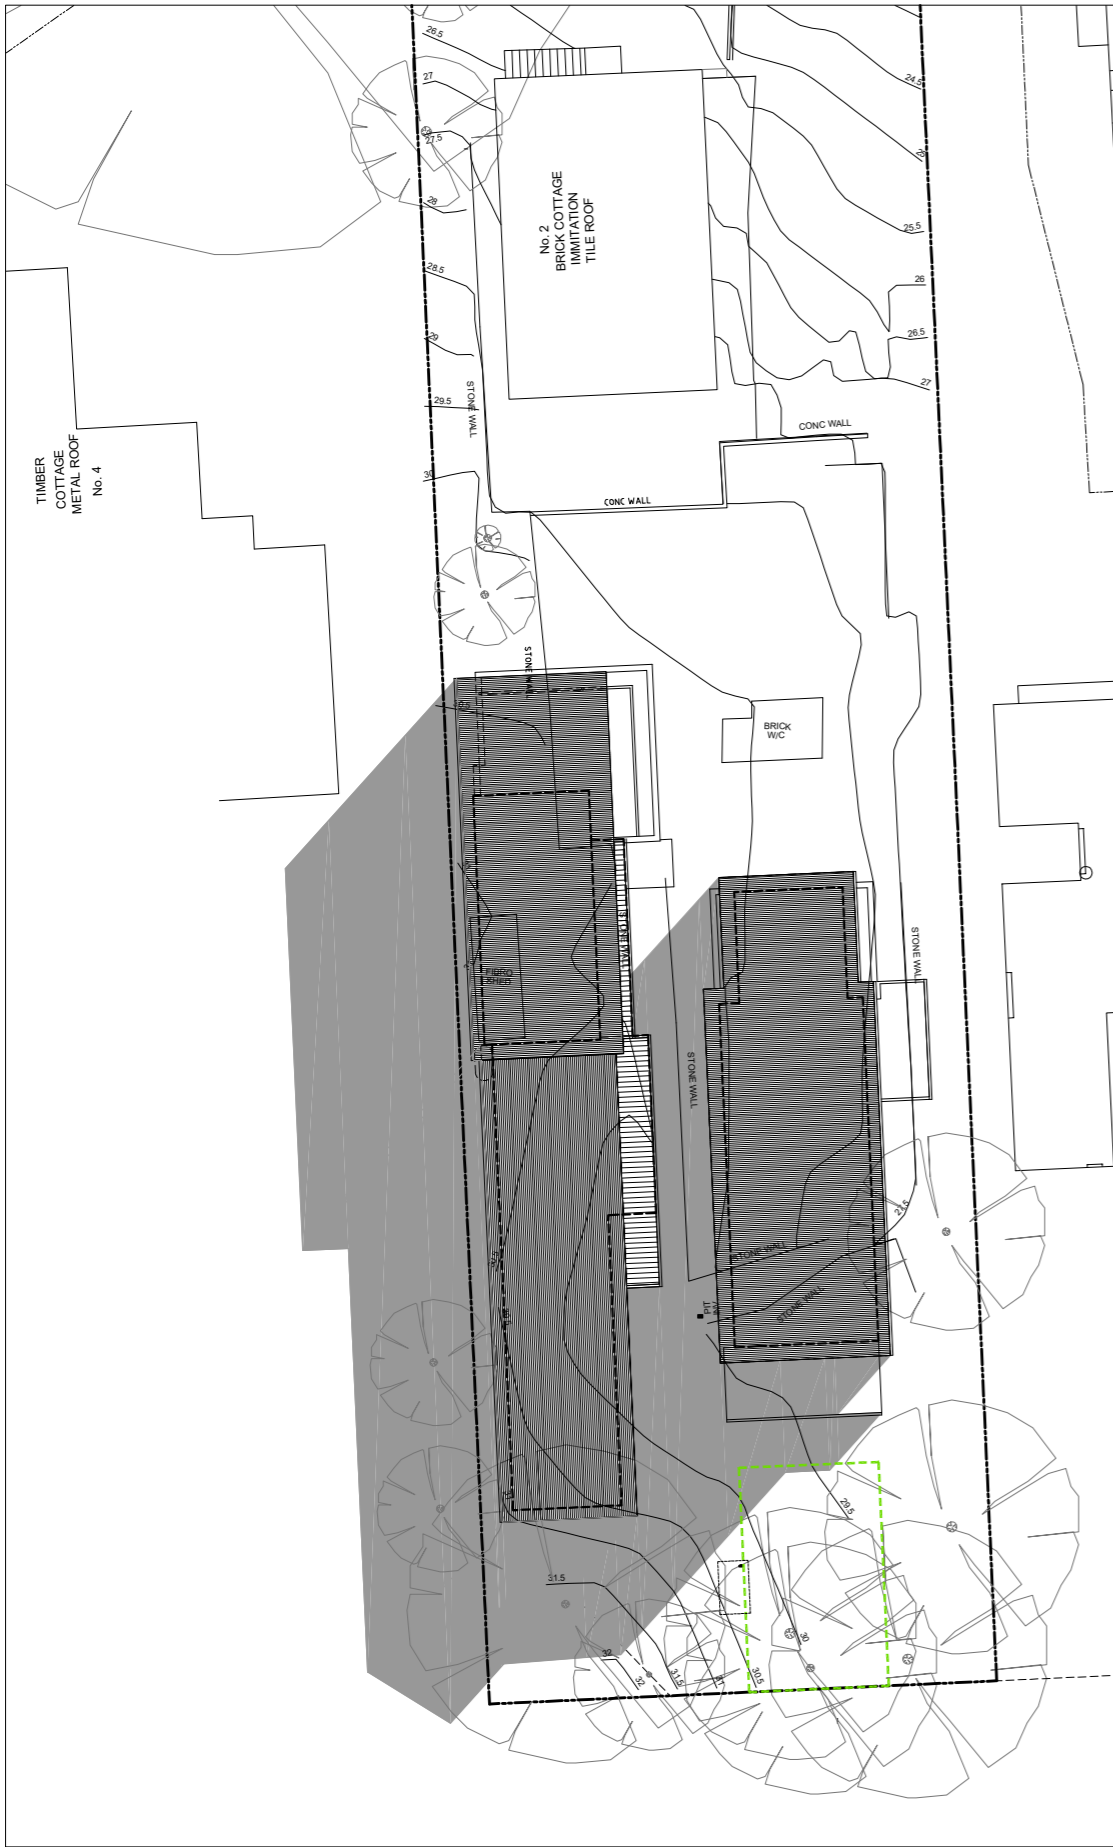 26.5
27
27.5
28
28.5
29
29.5
30
24.5
25
25.5
26
26.5
27
No. 2
BRICK COTTAGE
IMMITATION
TILE ROOF
STONE WALL
CONC WALL
CONC WALL
TIMBER
COTTAGE
METAL ROOF
No. 4
STONE WALL
BRICK
W/C
FIBRO
SHED
STONE WALL
STONE WALL
STONE WALL
STONE WALL
STONE WALL
PIT
29.5
31.5
32
32
31.5
31
30.5
30